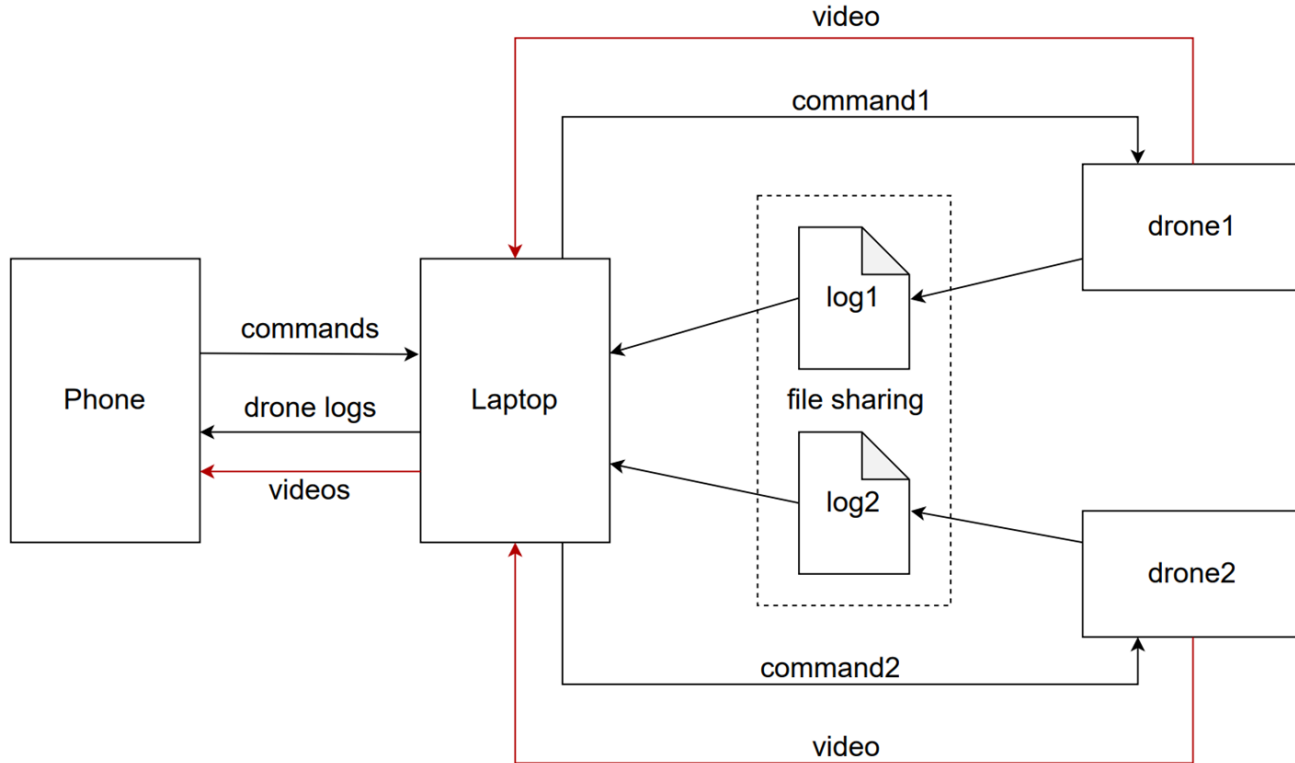 video
command1
drone1
log1
commands
Phone
drone logs
Laptop
file sharing
videos
log2
drone2
command2
video